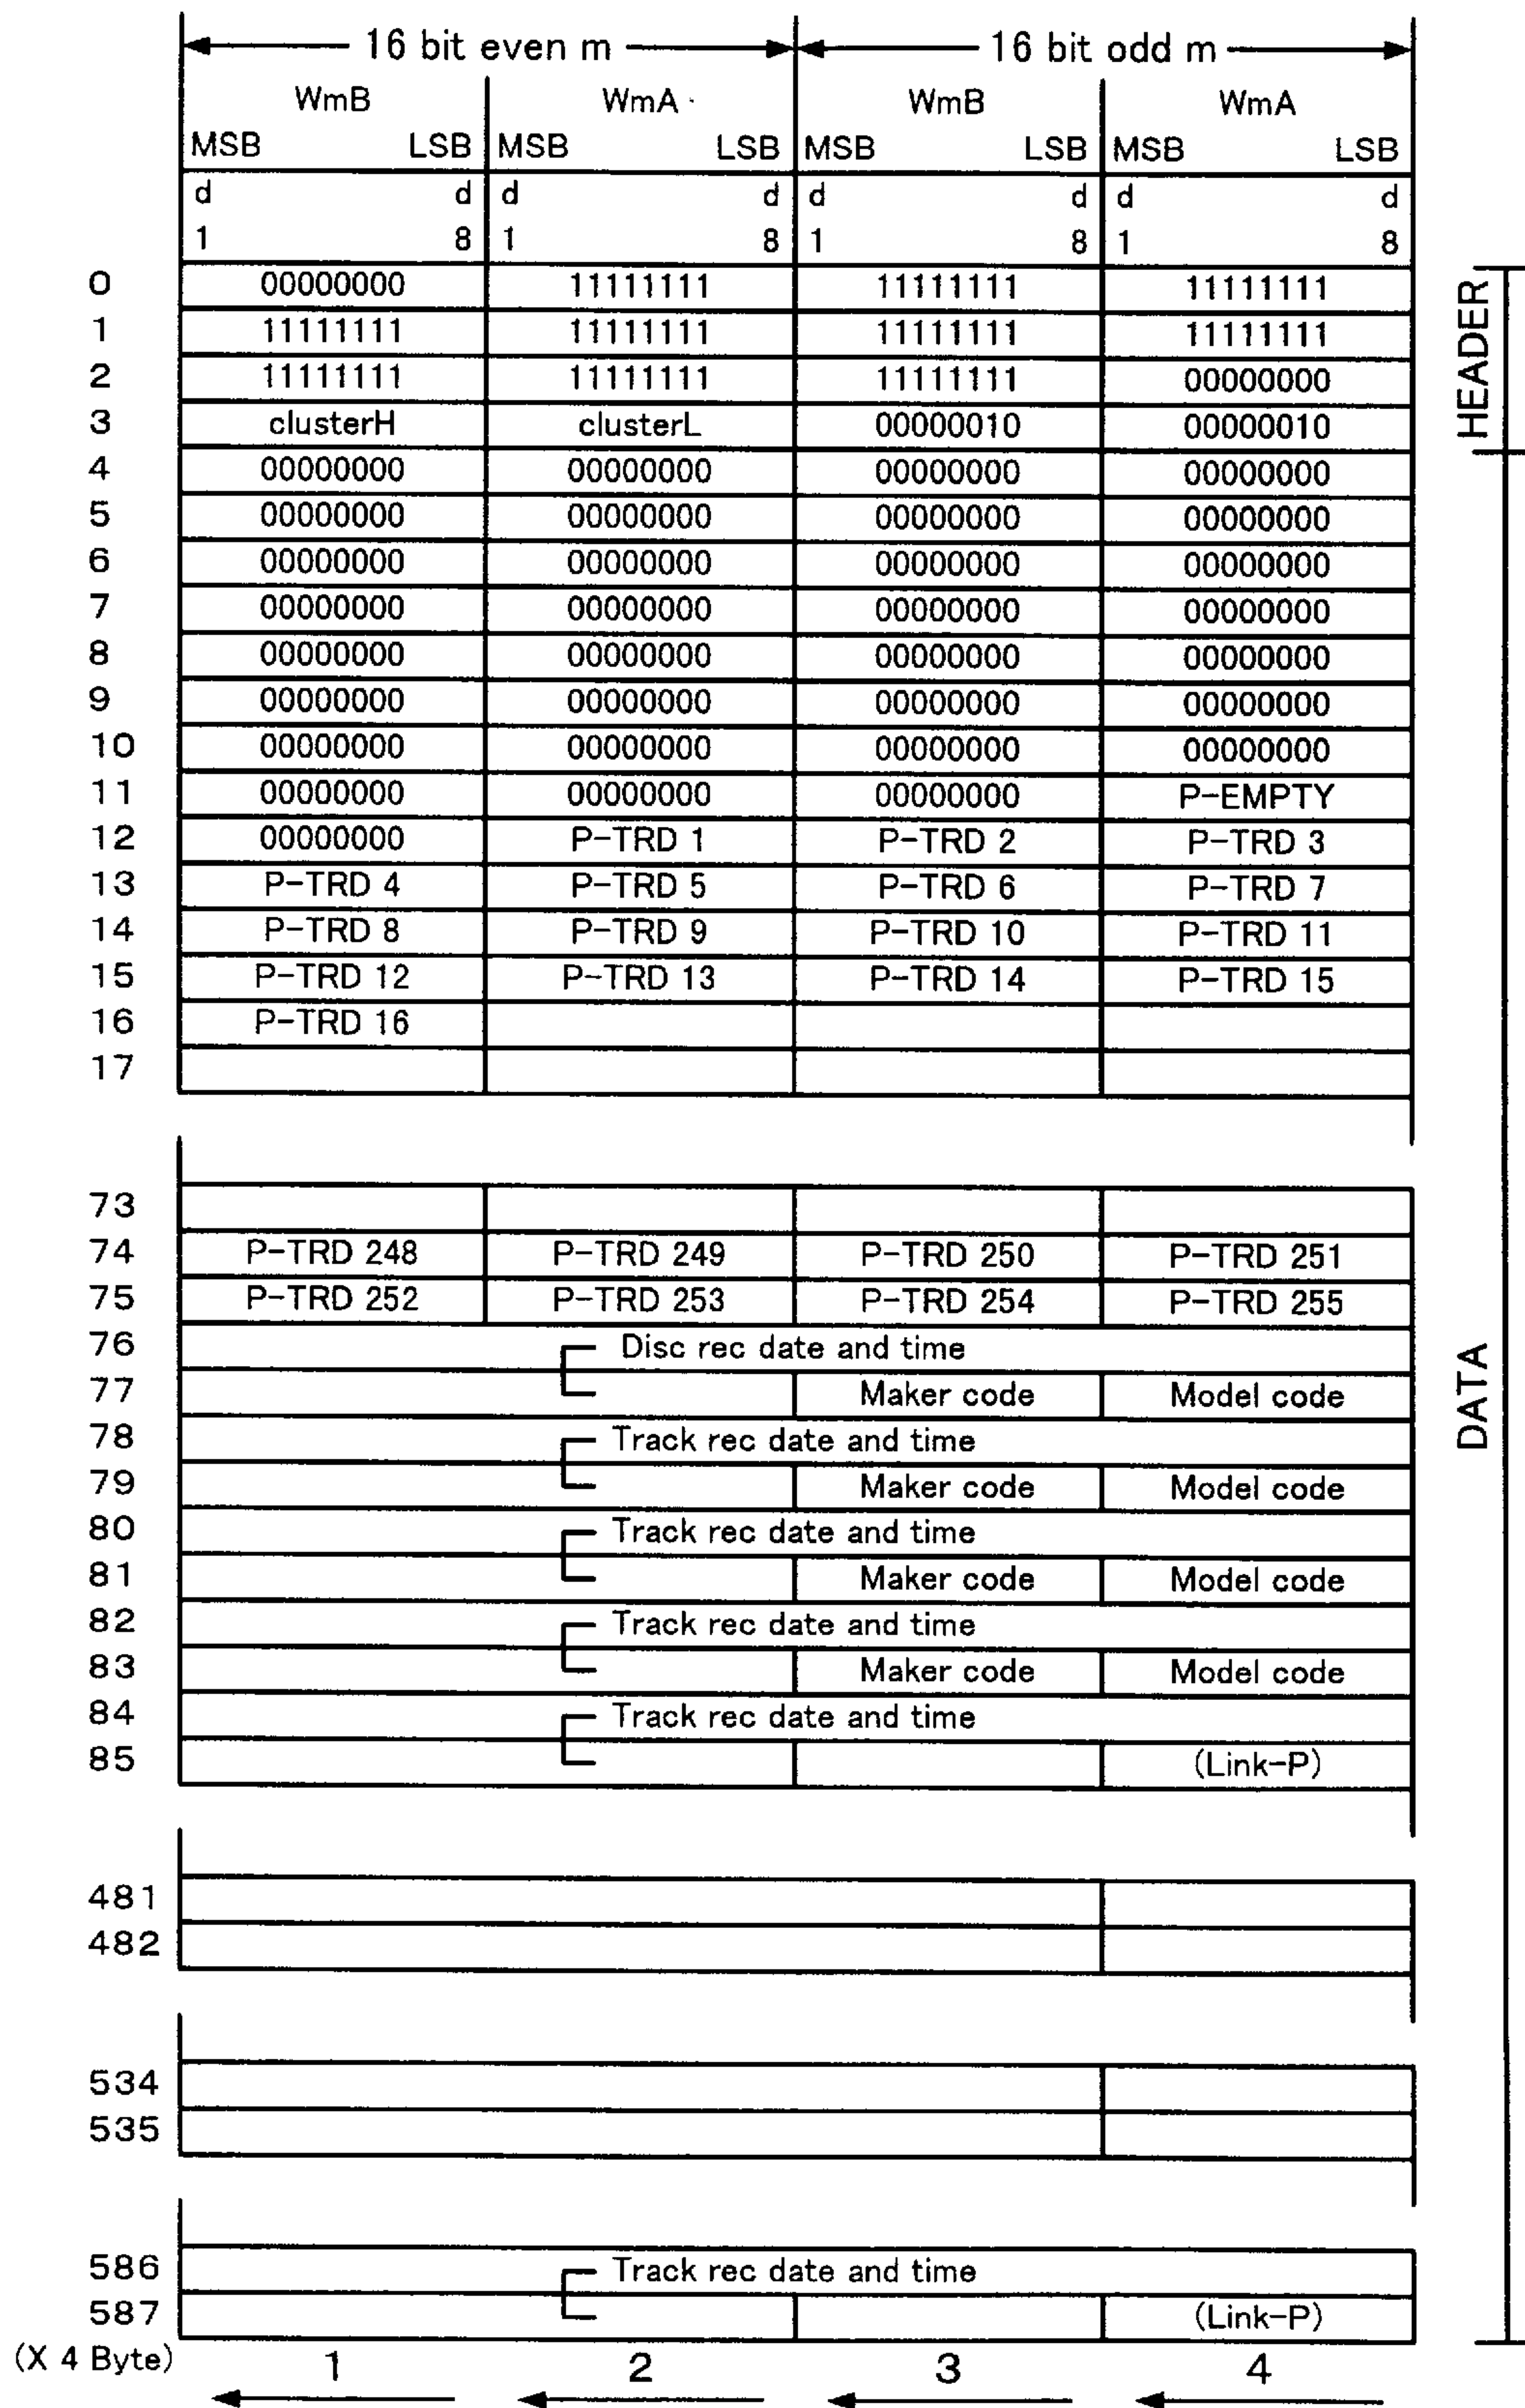 16 bit even m 16 bit odd m
WmB WmA WmB WmA
MSB LSB MSB LSB MSB LSB MSB LSB
d d d d d d d d
1 8 1 8 1 8 1 8
0 00000000 11111111 11111111 11111111
1 11111111 11111111 11111111 11111111
2 11111111 11111111 11111111 00000000
3 clusterH clusterL 00000010 00000010
4 00000000 00000000 00000000 00000000
5 00000000 00000000 00000000 00000000
6 00000000 00000000 00000000 00000000
7 00000000 00000000 00000000 00000000
8 00000000 00000000 00000000 00000000
9 00000000 00000000 00000000 00000000
10 00000000 00000000 00000000 00000000
11 00000000 00000000 00000000 P-EMPTY
12 00000000 P-TRD 1 P-TRD 2 P-TRD 3
13 P-TRD 4 P-TRD 5 P-TRD 6 P-TRD 7
14 P-TRD 8 P-TRD 9 P-TRD 10 P-TRD 11
15 P-TRD 12 P-TRD 13 P-TRD 14 P-TRD 15
16 P-TRD 16
17
HEADER
73
74 P-TRD 248 P-TRD 249 P-TRD 250 P-TRD 251
75 P-TRD 252 P-TRD 253 P-TRD 254 P-TRD 255
76 Disc rec date and time
77 Maker code Model code
78 Track rec date and time
79 Maker code Model code
80 Track rec date and time
81 Maker code Model code
82 Track rec date and time
83 Maker code Model code
84 Track rec date and time
85 (Link-P)
DATA
481
482
534
535
586 Track rec date and time
587 (Link-P)
(X 4 Byte) 1 2 3 4